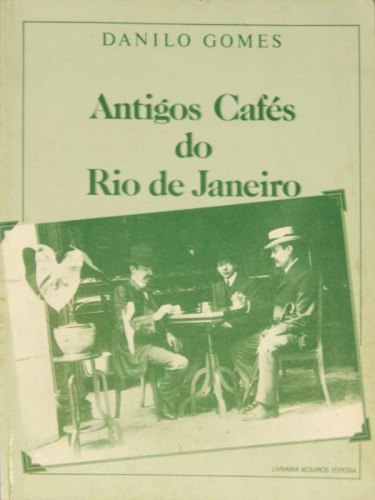 DANILO GOMES
Antigos Cafés
do
Rio de Janeiro
LIVRARIA KOSMOS EDITORA